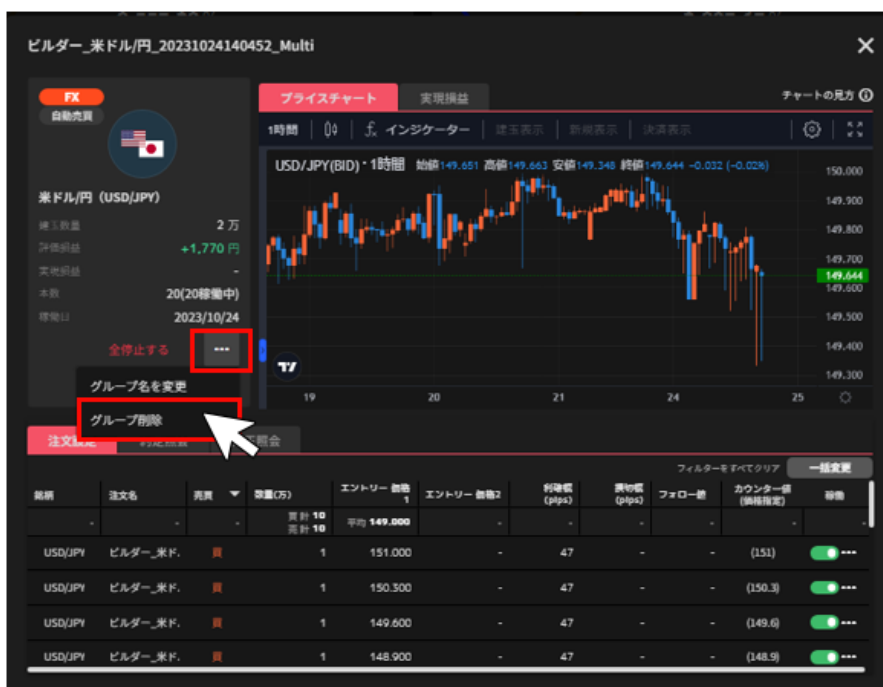 ビルダー_米ドル/円_20231024140452_Multi
FX
自動売買
米ドル/円 (USD/JPY)
建玉数量 2 万
評価損益 +1,770 円
実現損益 -
本数 20(20稼働中)
稼働日 2023/10/24
全停止する ...
グループ名を変更
グループ削除
プライスチャート 実現損益 チャートの見方
1時間 インジケーター 建玉表示 新規表示 決済表示
USD/JPY(BID)・1時間 始値149.651 高値149.663 安値149.348 終値149.644 -0.032 (-0.02%)
150.000
149.900
149.800
149.700
149.644
149.600
149.500
149.400
149.300
19 20 21 24 25
注文設定 約定照会 照会
フィルターをすべてクリア 一括変更
銘柄 注文名 売買 数量(万) エントリー 価格1 エントリー 価格2 利確幅(pips) 損切幅(pips) フォロー値 カウンター値(価格指定) 稼働
- - - 買計 10 売計 10 平均 149.000 - - - - - -
USD/JPY ビルダー_米ド. 買 1 151.000 - 47 - - (151) ...
USD/JPY ビルダー_米ド. 買 1 150.300 - 47 - - (150.3) ...
USD/JPY ビルダー_米ド. 買 1 149.600 - 47 - - (149.6) ...
USD/JPY ビルダー_米ド. 買 1 148.900 - 47 - - (148.9) ...